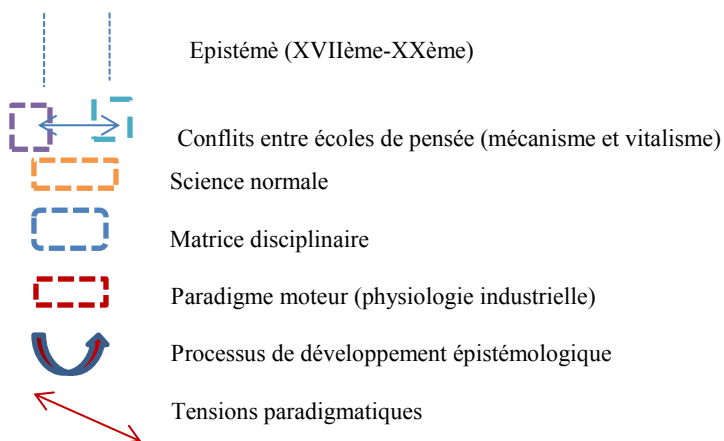 Epistémè (XVIIème-XXème)
Conflits entre écoles de pensée (mécanisme et vitalisme)
Science normale
Matrice disciplinaire
Paradigme moteur (physiologie industrielle)
Processus de développement épistémologique
Tensions paradigmatiques